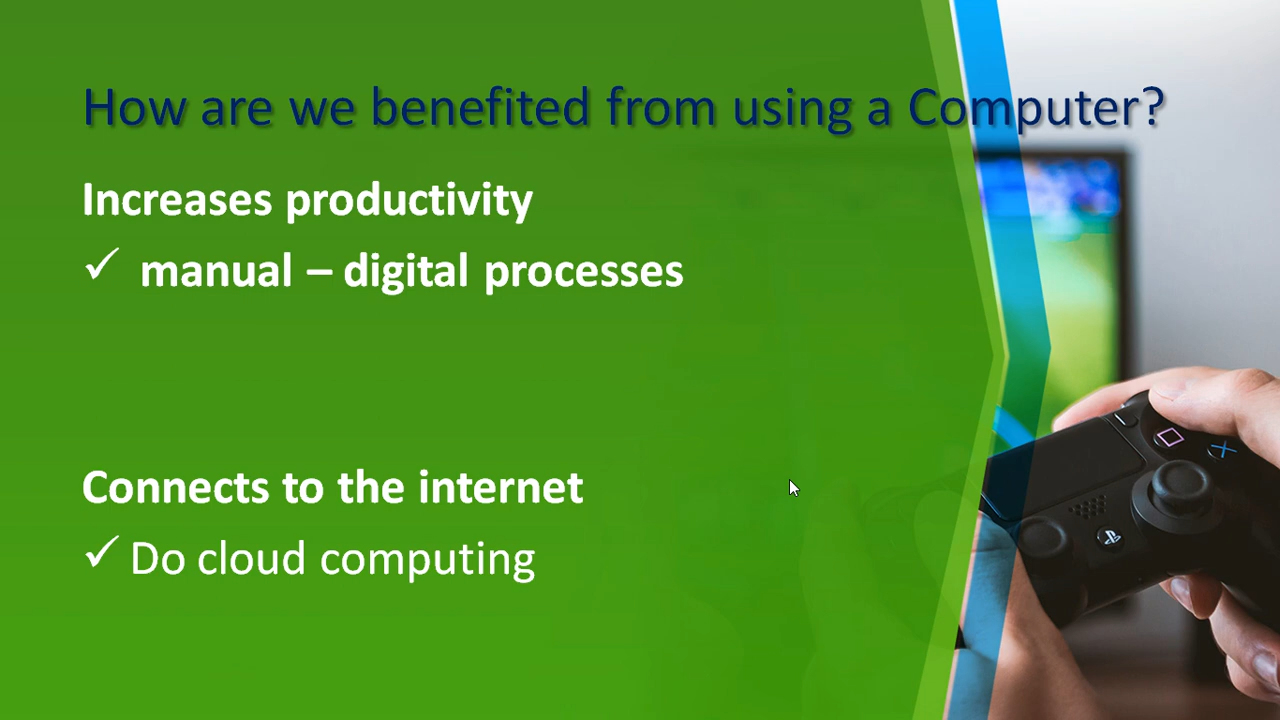 How are we benefited from using a Computer?
Increases productivity
✓ manual – digital processes
Connects to the internet
✓ Do cloud computing